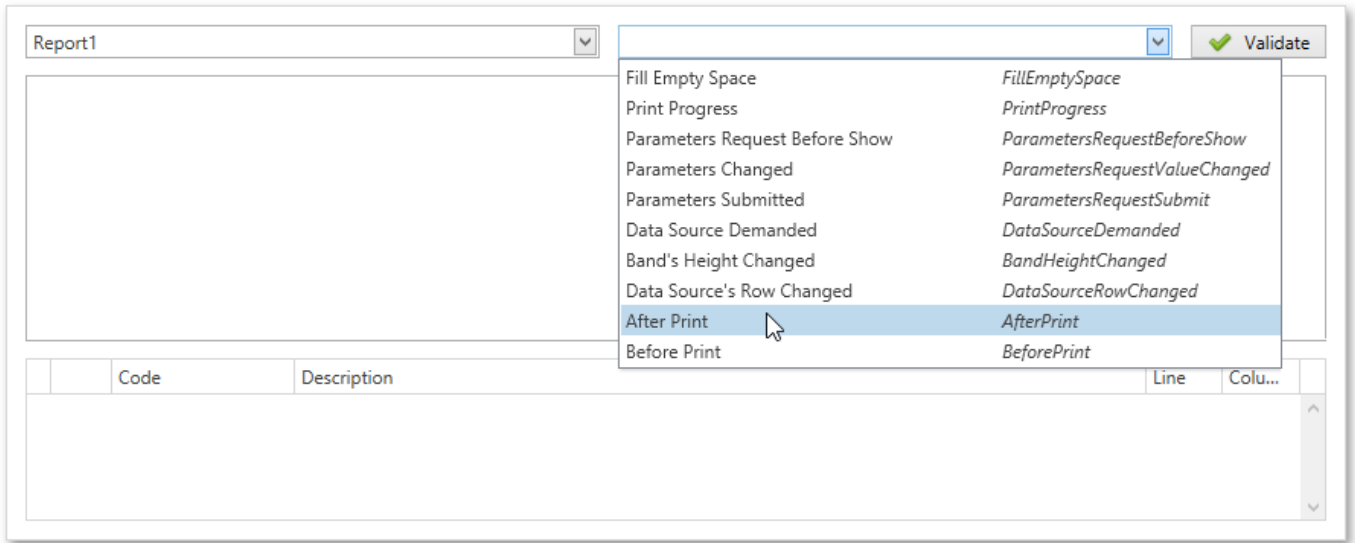 Report1 Validate
Fill Empty Space FillEmptySpace
Print Progress PrintProgress
Parameters Request Before Show ParametersRequestBeforeShow
Parameters Changed ParametersRequestValueChanged
Parameters Submitted ParametersRequestSubmit
Data Source Demanded DataSourceDemanded
Band's Height Changed BandHeightChanged
Data Source's Row Changed DataSourceRowChanged
After Print AfterPrint
Before Print BeforePrint
Code Description Line Colu...